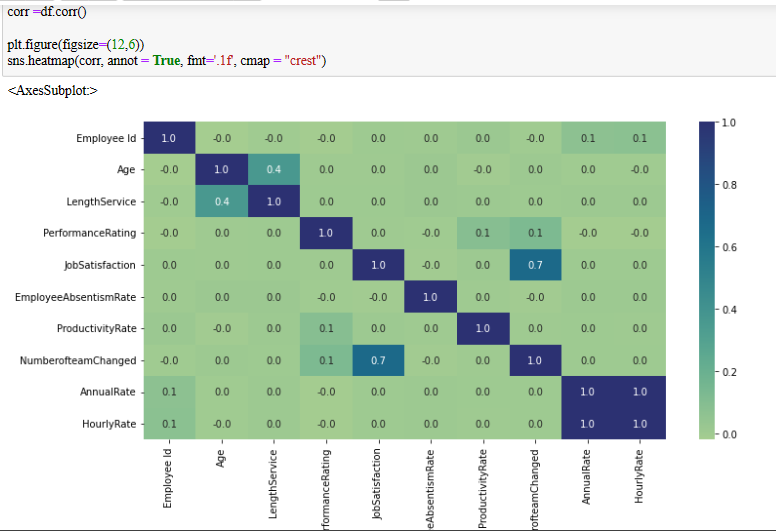 corr =df.corr()
plt.figure(figsize=(12,6))
sns.heatmap(corr, annot = True, fmt='.1f', cmap = "crest")
<AxesSubplot:>
Employee Id 1.0 -0.0 -0.0 -0.0 0.0 0.0 0.0 -0.0 0.1 0.1
Age -0.0 1.0 0.4 0.0 0.0 0.0 -0.0 0.0 0.0 -0.0
LengthService -0.0 0.4 1.0 0.0 0.0 0.0 0.0 0.0 0.0 0.0
PerformanceRating -0.0 0.0 0.0 1.0 0.0 -0.0 0.1 0.1 -0.0 -0.0
JobSatisfaction 0.0 0.0 0.0 0.0 1.0 -0.0 0.0 0.7 0.0 0.0
EmployeeAbsentismRate 0.0 0.0 0.0 -0.0 -0.0 1.0 0.0 -0.0 0.0 0.0
ProductivityRate 0.0 -0.0 0.0 0.1 0.0 0.0 1.0 0.0 0.0 0.0
NumberofteamChanged -0.0 0.0 0.0 0.1 0.7 -0.0 0.0 1.0 0.0 0.0
AnnualRate 0.1 0.0 0.0 -0.0 0.0 0.0 0.0 0.0 1.0 1.0
HourlyRate 0.1 -0.0 0.0 -0.0 0.0 0.0 0.0 0.0 1.0 1.0
Employee Id
Age
LengthService
rformanceRating
JobSatisfaction
eAbsentismRate
ProductivityRate
rofteamChanged
AnnualRate
HourlyRate
1.0
0.8
0.6
0.4
0.2
0.0